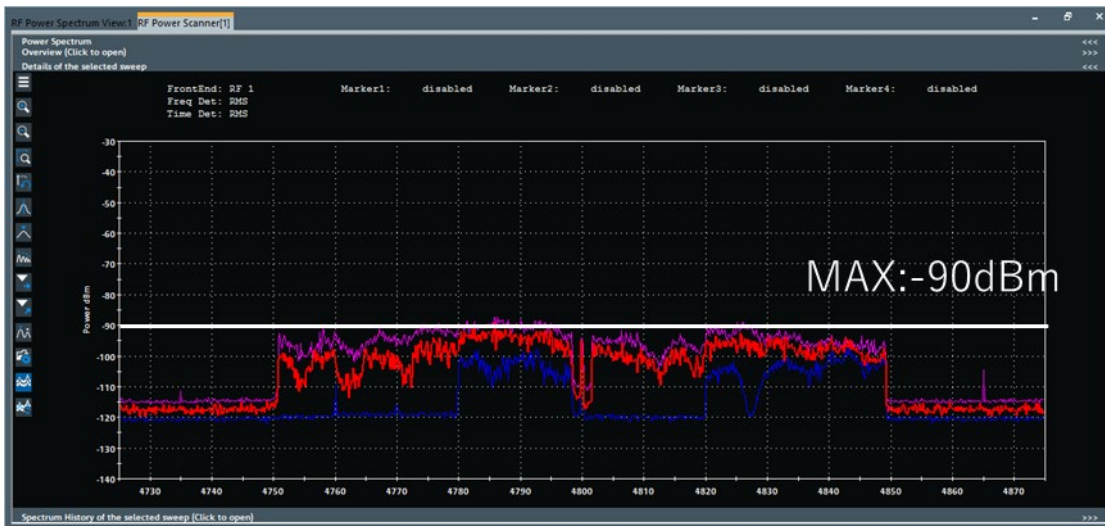 RF Power Spectrum View:1 RF Power Scanner[1]
Power Spectrum <<<
Overview (Click to open) >>>
Details of the selected sweep <<<
FrontEnd: RF 1 Marker1: disabled Marker2: disabled Marker3: disabled Marker4: disabled
Freq Det: RMS
Time Det: RMS
-30
-40
-50
-60
-70
MAX:-90dBm
-80
-90
-100
-110
-120
-130
-140
Power dBm
4730 4740 4750 4760 4770 4780 4790 4800 4810 4820 4830 4840 4850 4860 4870
Spectrum History of the selected sweep (Click to open) >>>